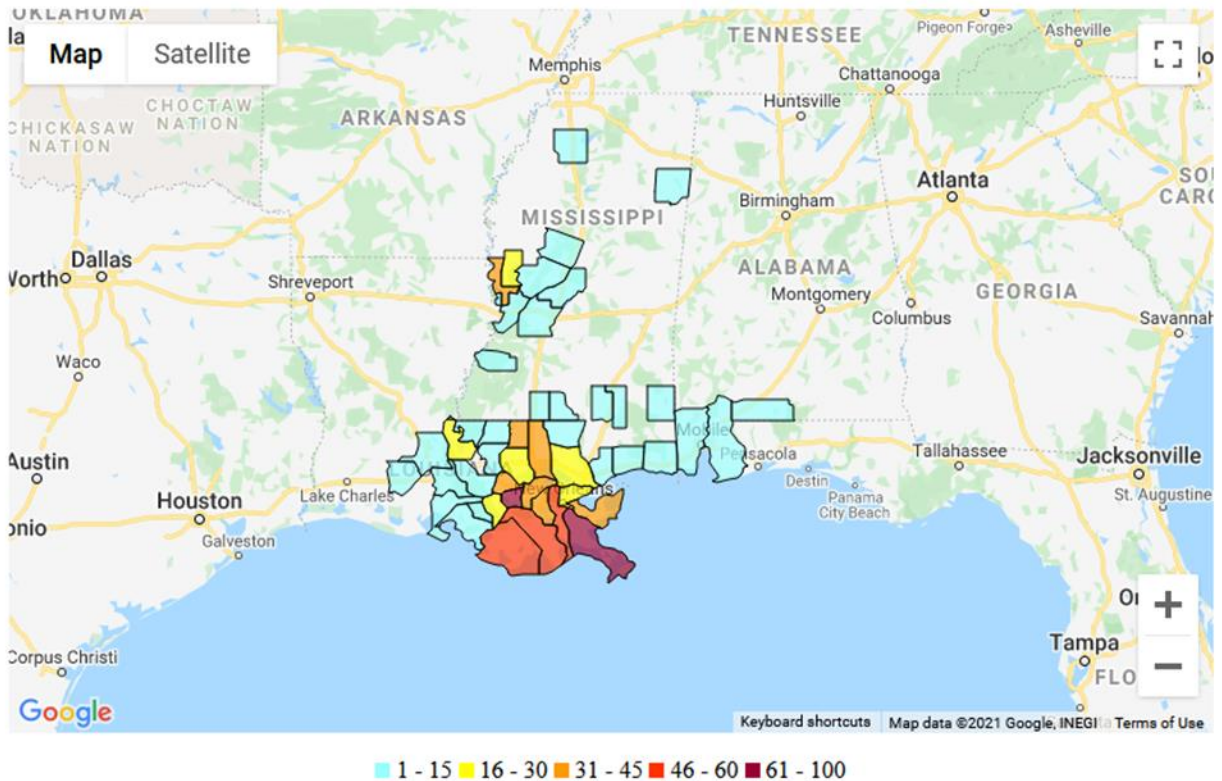 OKLAHOMA
Map
Satellite
TENNESSEE
Pigeon Forge
Asheville
Memphis
Chattanooga
Huntsville
CHOCTAW
NATION
ARKANSAS
CHICKASAW
NATION
Atlanta
Birmingham
MISSISSIPPI
Dallas
Worth
Shreveport
ALABAMA
Montgomery
GEORGIA
Columbus
Savannah
Waco
Mobile
Austin
Pensacola
Tallahassee
Jacksonville
LOUISIANA
Lake Charles
New Orleans
Destin
Panama
City Beach
St. Augustine
Houston
onio
Galveston
Tampa
FLO
Corpus Christi
Google
Keyboard shortcuts
Map data ©2021 Google, INEGI
Terms of Use
1 - 15 16 - 30 31 - 45 46 - 60 61 - 100